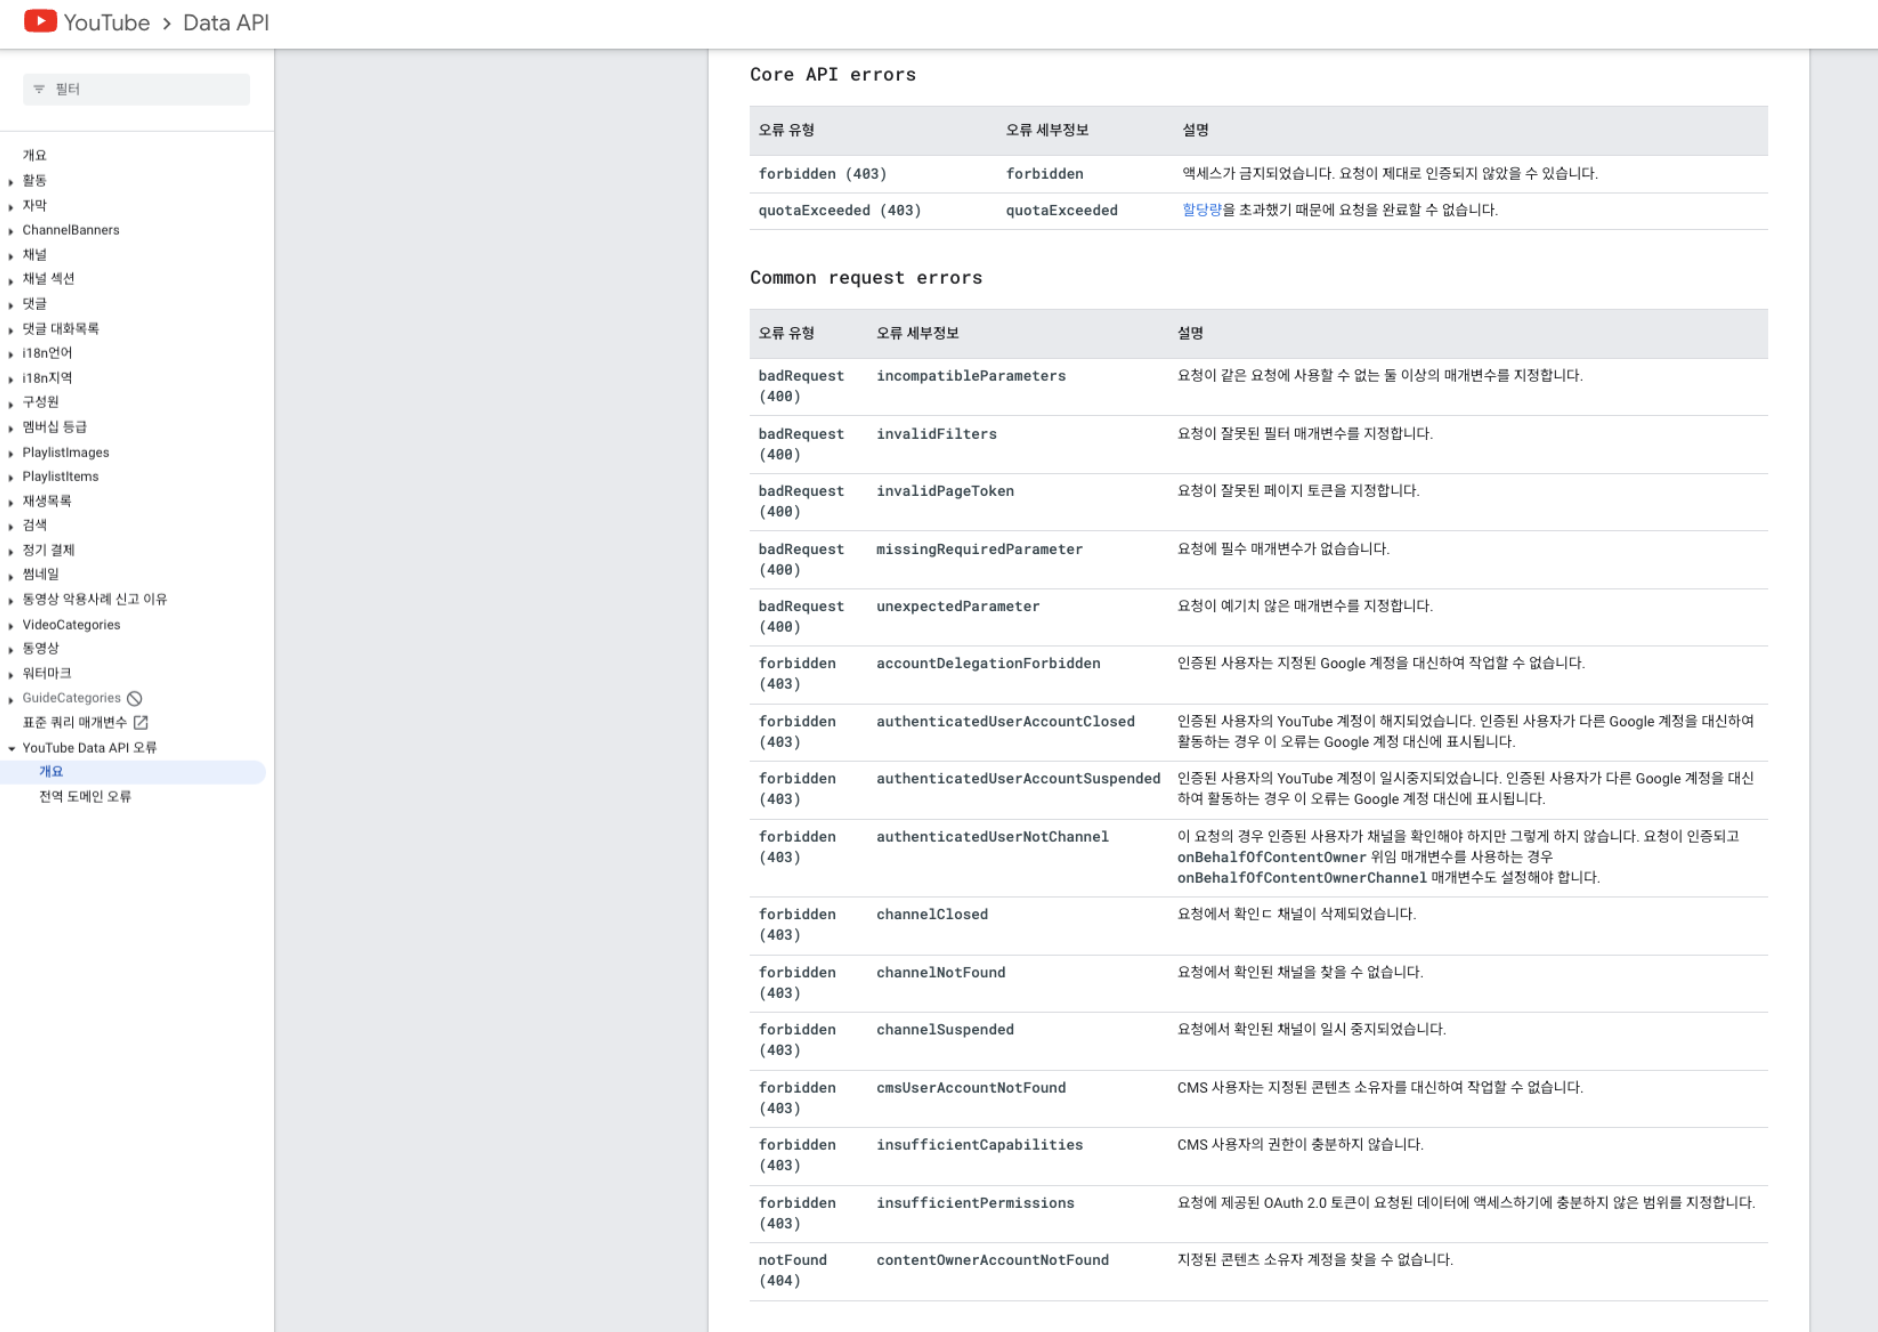 YouTube > Data API
필터
개요
활동
자막
ChannelBanners
채널
채널 섹션
댓글
댓글 대화목록
i18n언어
i18n지역
구성원
멤버십 등급
PlaylistImages
PlaylistItems
재생목록
검색
정기 결제
썸네일
동영상 악용사례 신고 이유
VideoCategories
동영상
워터마크
GuideCategories
표준 쿼리 매개변수
YouTube Data API 오류
개요
전역 도메인 오류
Core API errors
오류 유형 오류 세부정보 설명
forbidden (403) forbidden 액세스가 금지되었습니다. 요청이 제대로 인증되지 않았을 수 있습니다.
quotaExceeded (403) quotaExceeded 할당량을 초과했기 때문에 요청을 완료할 수 없습니다.
Common request errors
오류 유형 오류 세부정보 설명
badRequest incompatibleParameters 요청이 같은 요청에 사용할 수 없는 둘 이상의 매개변수를 지정합니다.
(400)
badRequest invalidFilters 요청이 잘못된 필터 매개변수를 지정합니다.
(400)
badRequest invalidPageToken 요청이 잘못된 페이지 토큰을 지정합니다.
(400)
badRequest missingRequiredParameter 요청에 필수 매개변수가 없습습니다.
(400)
badRequest unexpectedParameter 요청이 예기치 않은 매개변수를 지정합니다.
(400)
forbidden accountDelegationForbidden 인증된 사용자는 지정된 Google 계정을 대신하여 작업할 수 없습니다.
(403)
forbidden authenticatedUserAccountClosed 인증된 사용자의 YouTube 계정이 해지되었습니다. 인증된 사용자가 다른 Google 계정을 대신하여
(403) 활동하는 경우 이 오류는 Google 계정 대신에 표시됩니다.
forbidden authenticatedUserAccountSuspended 인증된 사용자의 YouTube 계정이 일시중지되었습니다. 인증된 사용자가 다른 Google 계정을 대신
(403) 하여 활동하는 경우 이 오류는 Google 계정 대신에 표시됩니다.
forbidden authenticatedUserNotChannel 이 요청의 경우 인증된 사용자가 채널을 확인해야 하지만 그렇게 하지 않습니다. 요청이 인증되고
(403) onBehalfOfContentOwner 위임 매개변수를 사용하는 경우
onBehalfOfContentOwnerChannel 매개변수도 설정해야 합니다.
forbidden channelClosed 요청에서 확인ㄷ 채널이 삭제되었습니다.
(403)
forbidden channelNotFound 요청에서 확인된 채널을 찾을 수 없습니다.
(403)
forbidden channelSuspended 요청에서 확인된 채널이 일시 중지되었습니다.
(403)
forbidden cmsUserAccountNotFound CMS 사용자는 지정된 콘텐츠 소유자를 대신하여 작업할 수 없습니다.
(403)
forbidden insufficientCapabilities CMS 사용자의 권한이 충분하지 않습니다.
(403)
forbidden insufficientPermissions 요청에 제공된 OAuth 2.0 토큰이 요청된 데이터에 액세스하기에 충분하지 않은 범위를 지정합니다.
(403)
notFound contentOwnerAccountNotFound 지정된 콘텐츠 소유자 계정을 찾을 수 없습니다.
(404)